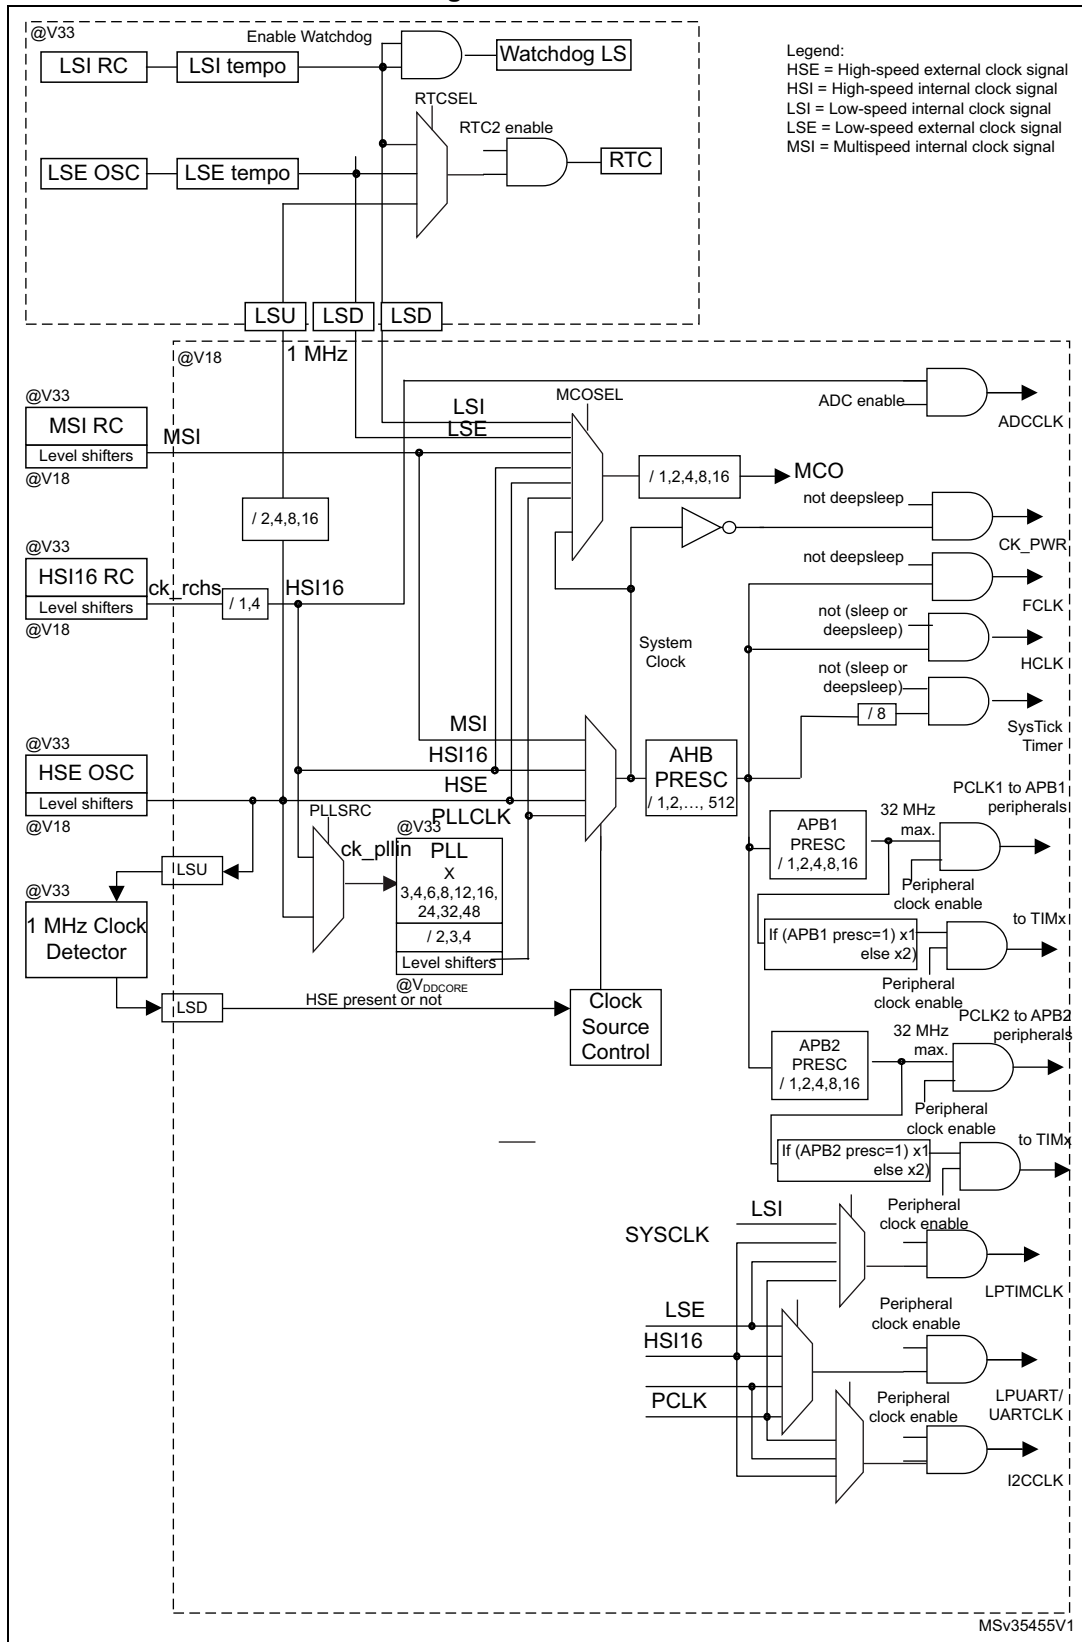 @V33
Enable Watchdog
LSI RC
LSI tempo
Watchdog LS
Legend:
HSE = High-speed external clock signal
HSI = High-speed internal clock signal
LSI = Low-speed internal clock signal
LSE = Low-speed external clock signal
MSI = Multispeed internal clock signal
RTCSEL
RTC2 enable
LSE OSC
LSE tempo
RTC
LSU
LSD
LSD
@V18
1 MHz
@V33
MSI RC
Level shifters
@V18
MSI
LSI
LSE
MCOSEL
ADC enable
ADCCLK
/ 1,2,4,8,16
MCO
/ 2,4,8,16
not deepsleep
CK_PWR
@V33
HSI16 RC
Level shifters
@V18
ck_rchs
/ 1,4
HSI16
not deepsleep
FCLK
System
Clock
not (sleep or
deepsleep)
HCLK
not (sleep or
deepsleep)
/ 8
SysTick
Timer
@V33
HSE OSC
Level shifters
@V18
MSI
HSI16
HSE
PLLCLK
AHB
PRESC
/ 1,2,..., 512
PLLSRC
ck_pllin
@V33
PLL
X
3,4,6,8,12,16,
24,32,48
/ 2,3,4
Level shifters
@VDDCORE
PCLK1 to APB1
peripherals
32 MHz
max.
APB1
PRESC
/ 1,2,4,8,16
Peripheral
clock enable
LSU
@V33
1 MHz Clock
Detector
LSD
HSE present or not
Clock
Source
Control
If (APB1 presc=1) x1
else x2)
to TIMx
Peripheral
clock enable
PCLK2 to APB2
peripherals
32 MHz
max.
APB2
PRESC
/ 1,2,4,8,16
Peripheral
clock enable
If (APB2 presc=1) x1
else x2)
to TIMx
Peripheral
clock enable
LSI
SYSCLK
LPTIMCLK
LSE
HSI16
PCLK
Peripheral
clock enable
LPUART/
UARTCLK
Peripheral
clock enable
I2CCLK
MSv35455V1